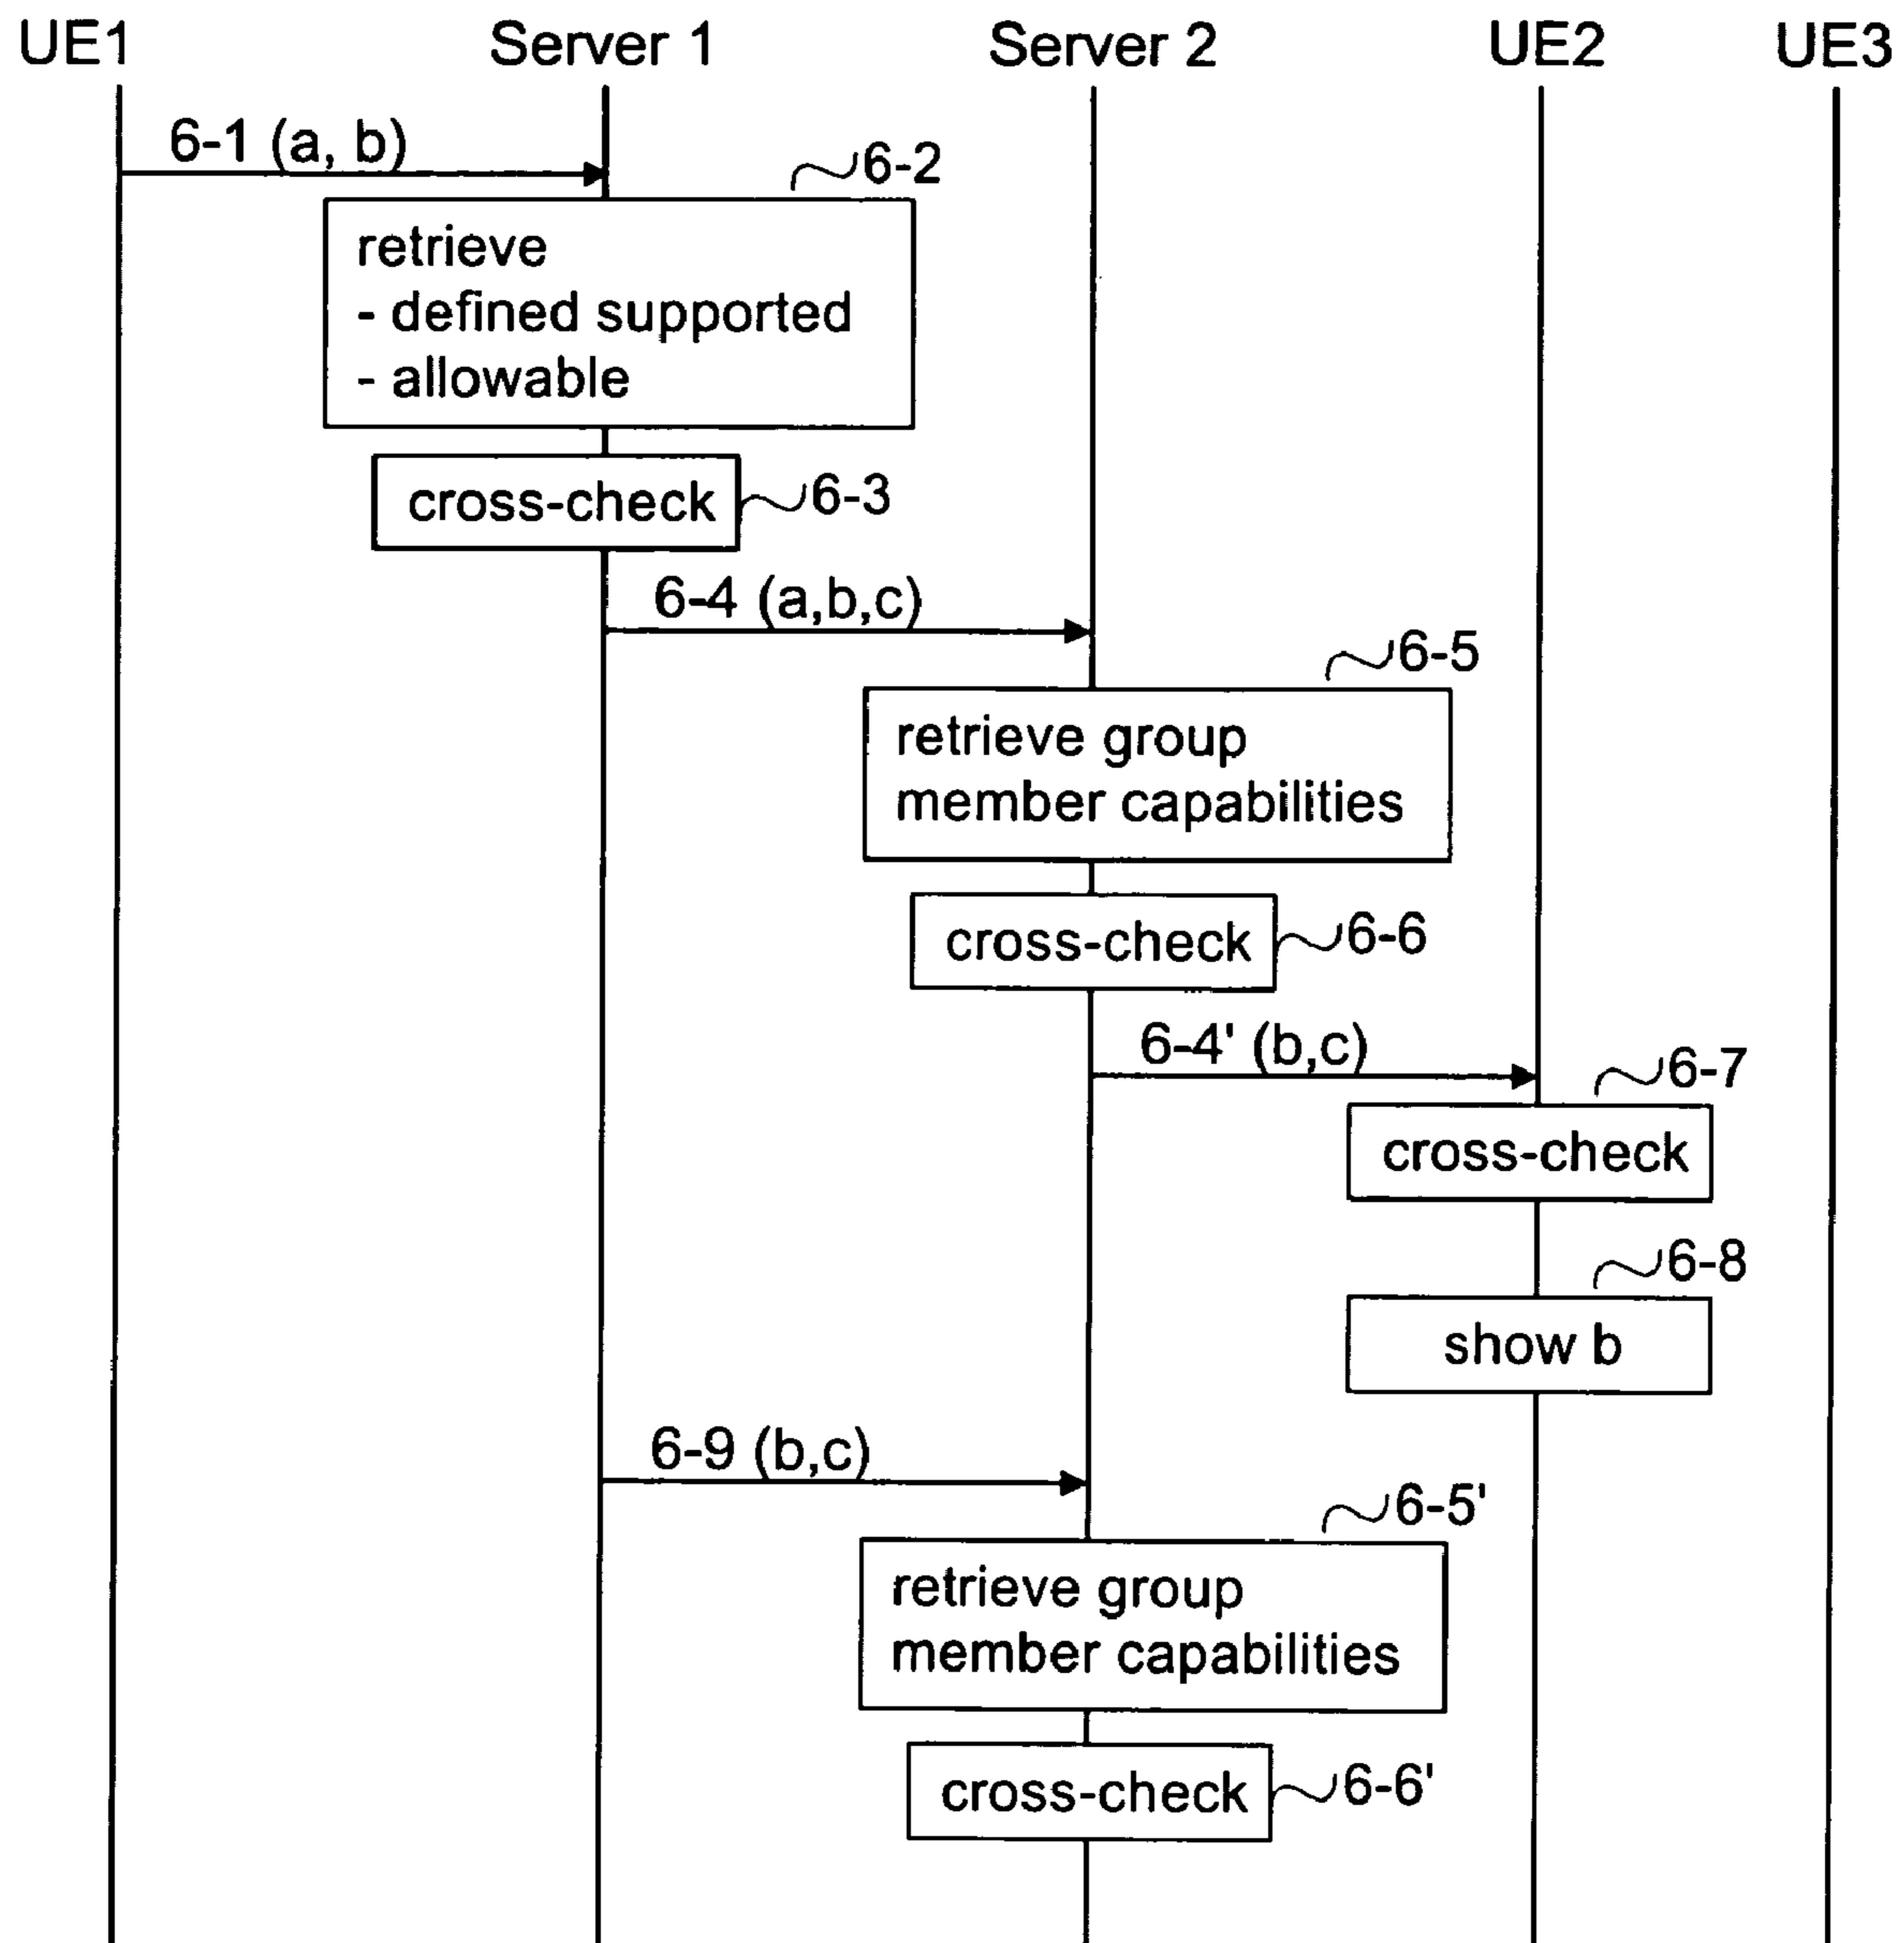 UE1 Server 1 Server 2 UE2 UE3
6-1 (a, b)
6-2
retrieve
- defined supported
- allowable
cross-check
6-3
6-4 (a,b,c)
6-5
retrieve group
member capabilities
cross-check
6-6
6-4' (b,c)
6-7
cross-check
6-8
show b
6-9 (b,c)
6-5'
retrieve group
member capabilities
cross-check
6-6'